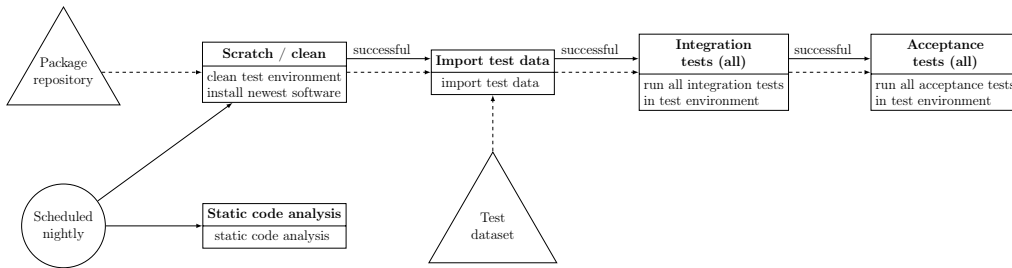 Package
repository
Scratch / clean
clean test environment
install newest software
successful
Import test data
import test data
successful
Integration
tests (all)
run all integration tests
in test environment
successful
Acceptance
tests (all)
run all acceptance tests
in test environment
Scheduled
nightly
Static code analysis
static code analysis
Test
dataset